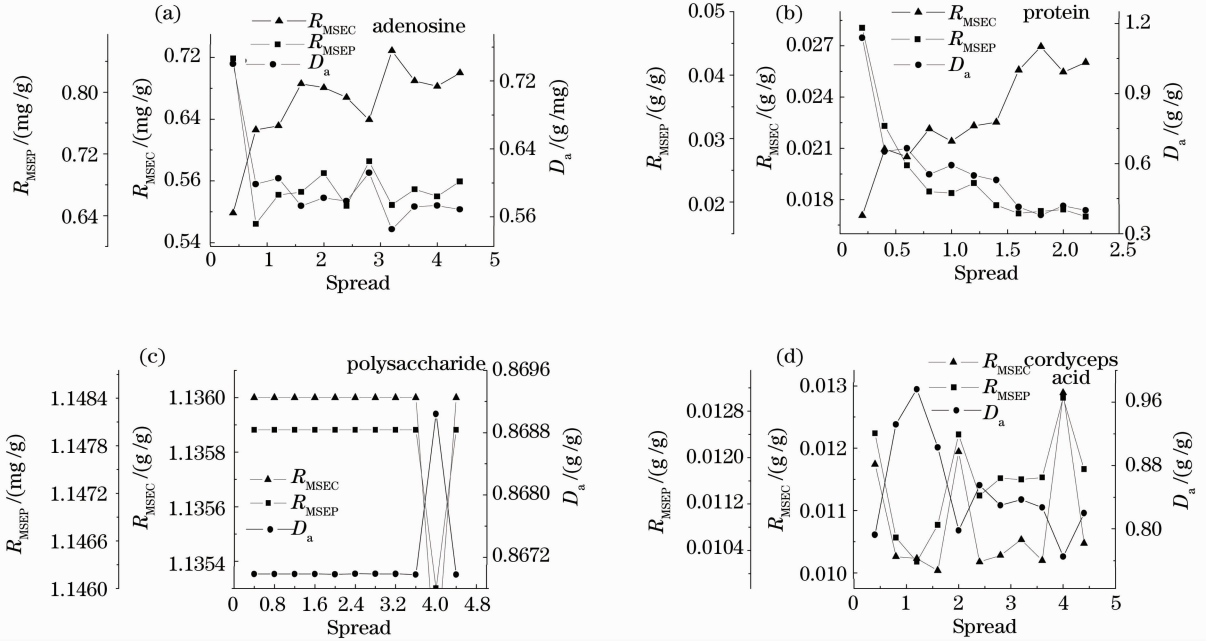 (a)
adenosine
R_MSEC
R_MSEP
D_a
R_MSEP /(mg/g)
0.80
0.72
0.64
R_MSEC /(mg/g)
0.72
0.64
0.56
0.54
D_a /(g/mg)
0.72
0.64
0.56
0 1 2 3 4 5
Spread
(b)
protein
R_MSEC
R_MSEP
D_a
R_MSEP /(g/g)
0.05
0.04
0.03
0.02
R_MSEC /(g/g)
0.027
0.024
0.021
0.018
D_a /(g/g)
1.2
0.9
0.6
0.3
0 0.5 1.0 1.5 2.0 2.5
Spread
(c)
polysaccharide
R_MSEC
R_MSEP
D_a
R_MSEP /(mg/g)
1.1484
1.1478
1.1472
1.1466
1.1460
R_MSEC /(g/g)
1.1360
1.1358
1.1356
1.1354
D_a /(g/g)
0.8696
0.8688
0.8680
0.8672
0 0.8 1.6 2.4 3.2 4.0 4.8
Spread
(d)
cordyceps
acid
R_MSEC
R_MSEP
D_a
R_MSEP /(g/g)
0.0128
0.0120
0.0112
0.0104
R_MSEC /(g/g)
0.013
0.012
0.011
0.010
D_a /(g/g)
0.96
0.88
0.80
0 1 2 3 4 5
Spread